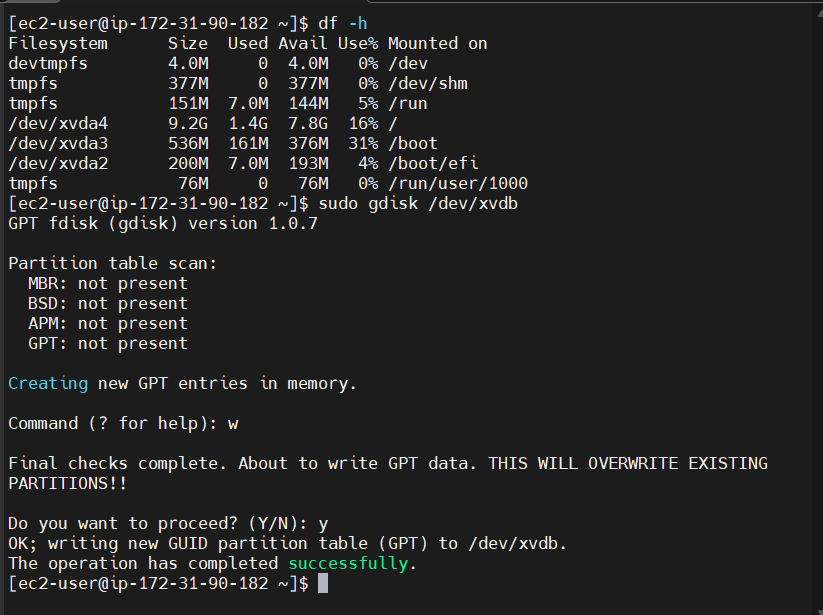 [ec2-user@ip-172-31-90-182 ~]$ df -h
Filesystem      Size  Used Avail Use% Mounted on
devtmpfs        4.0M     0  4.0M   0% /dev
tmpfs           377M     0  377M   0% /dev/shm
tmpfs           151M  7.0M  144M   5% /run
/dev/xvda4      9.2G  1.4G  7.8G  16% /
/dev/xvda3      536M  161M  376M  31% /boot
/dev/xvda2      200M  7.0M  193M   4% /boot/efi
tmpfs            76M     0   76M   0% /run/user/1000
[ec2-user@ip-172-31-90-182 ~]$ sudo gdisk /dev/xvdb
GPT fdisk (gdisk) version 1.0.7

Partition table scan:
  MBR: not present
  BSD: not present
  APM: not present
  GPT: not present

Creating new GPT entries in memory.

Command (? for help): w

Final checks complete. About to write GPT data. THIS WILL OVERWRITE EXISTING
PARTITIONS!!

Do you want to proceed? (Y/N): y
OK; writing new GUID partition table (GPT) to /dev/xvdb.
The operation has completed successfully.
[ec2-user@ip-172-31-90-182 ~]$